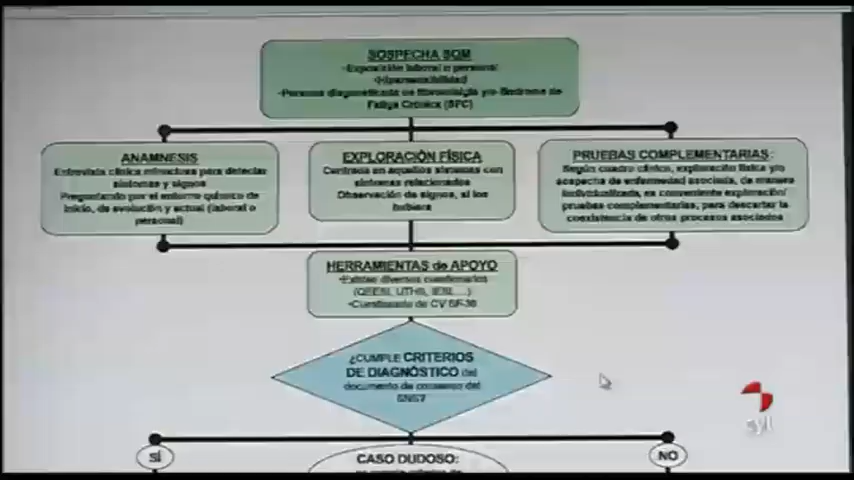 SOSPECHA SQM
•Exposición laboral o personal
•(Hipersensibilidad)
•Persona diagnosticada de fibromialgia y/o Síndrome de
Fatiga Crónica (SFC)
ANAMNESIS
Entrevista clínica minuciosa para detectar
síntomas y signos
Preguntando por el entorno químico de
inicio, de evolución y actual (laboral o
personal)
EXPLORACIÓN FÍSICA
Centrada en aquellos sistemas con
síntomas relacionados
Observación de signos, si los
hubiera
PRUEBAS COMPLEMENTARIAS:
Según cuadro clínico, exploración física y/o
sospecha de enfermedad asociada, de manera
individualizada, es conveniente exploración/
pruebas complementarias, para descartar la
coexistencia de otros procesos asociados
HERRAMIENTAS de APOYO
•Existen diversos cuestionarios
(QEESI, UTHS, IESI,...)
•Cuestionario de CV SF-36
¿CUMPLE CRITERIOS
DE DIAGNÓSTICO del
documento de consenso del
SNS?
SÍ
CASO DUDOSO:
NO
cyl